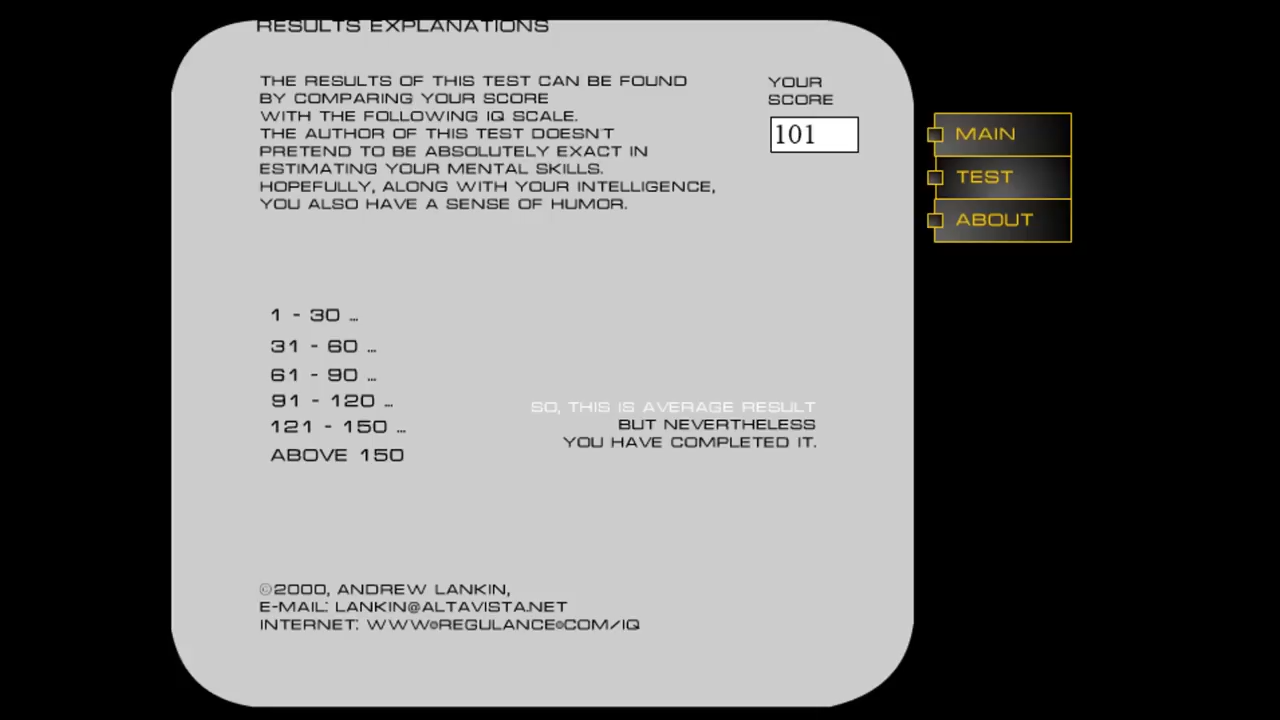 RESULTS EXPLANATIONS
THE RESULTS OF THIS TEST CAN BE FOUND
BY COMPARING YOUR SCORE
WITH THE FOLLOWING IQ SCALE.
THE AUTHOR OF THIS TEST DOESN'T
PRETEND TO BE ABSOLUTELY EXACT IN
ESTIMATING YOUR MENTAL SKILLS.
HOPEFULLY, ALONG WITH YOUR INTELLIGENCE,
YOU ALSO HAVE A SENSE OF HUMOR.
YOUR
SCORE
101
MAIN
TEST
ABOUT
1 - 30 ...
31 - 60 ...
61 - 90 ...
91 - 120 ...
121 - 150 ...
ABOVE 150
SO, THIS IS AVERAGE RESULT
BUT NEVERTHELESS
YOU HAVE COMPLETED IT.
©2000, ANDREW LANKIN,
E-MAIL: LANKIN@ALTAVISTA.NET
INTERNET: WWW•REGULANCE•COM/IQ